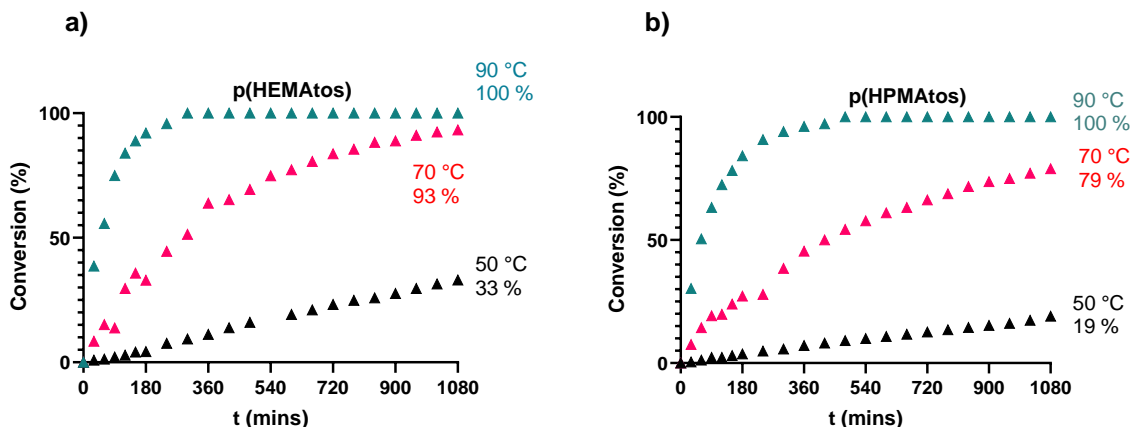 a)
p(HEMAtos)
90 °C
100 %
70 °C
93 %
50 °C
33 %
Conversion (%)
100
50
0
0 180 360 540 720 900 1080
t (mins)
b)
p(HPMAtos)
90 °C
100 %
70 °C
79 %
50 °C
19 %
Conversion (%)
100
50
0
0 180 360 540 720 900 1080
t (mins)